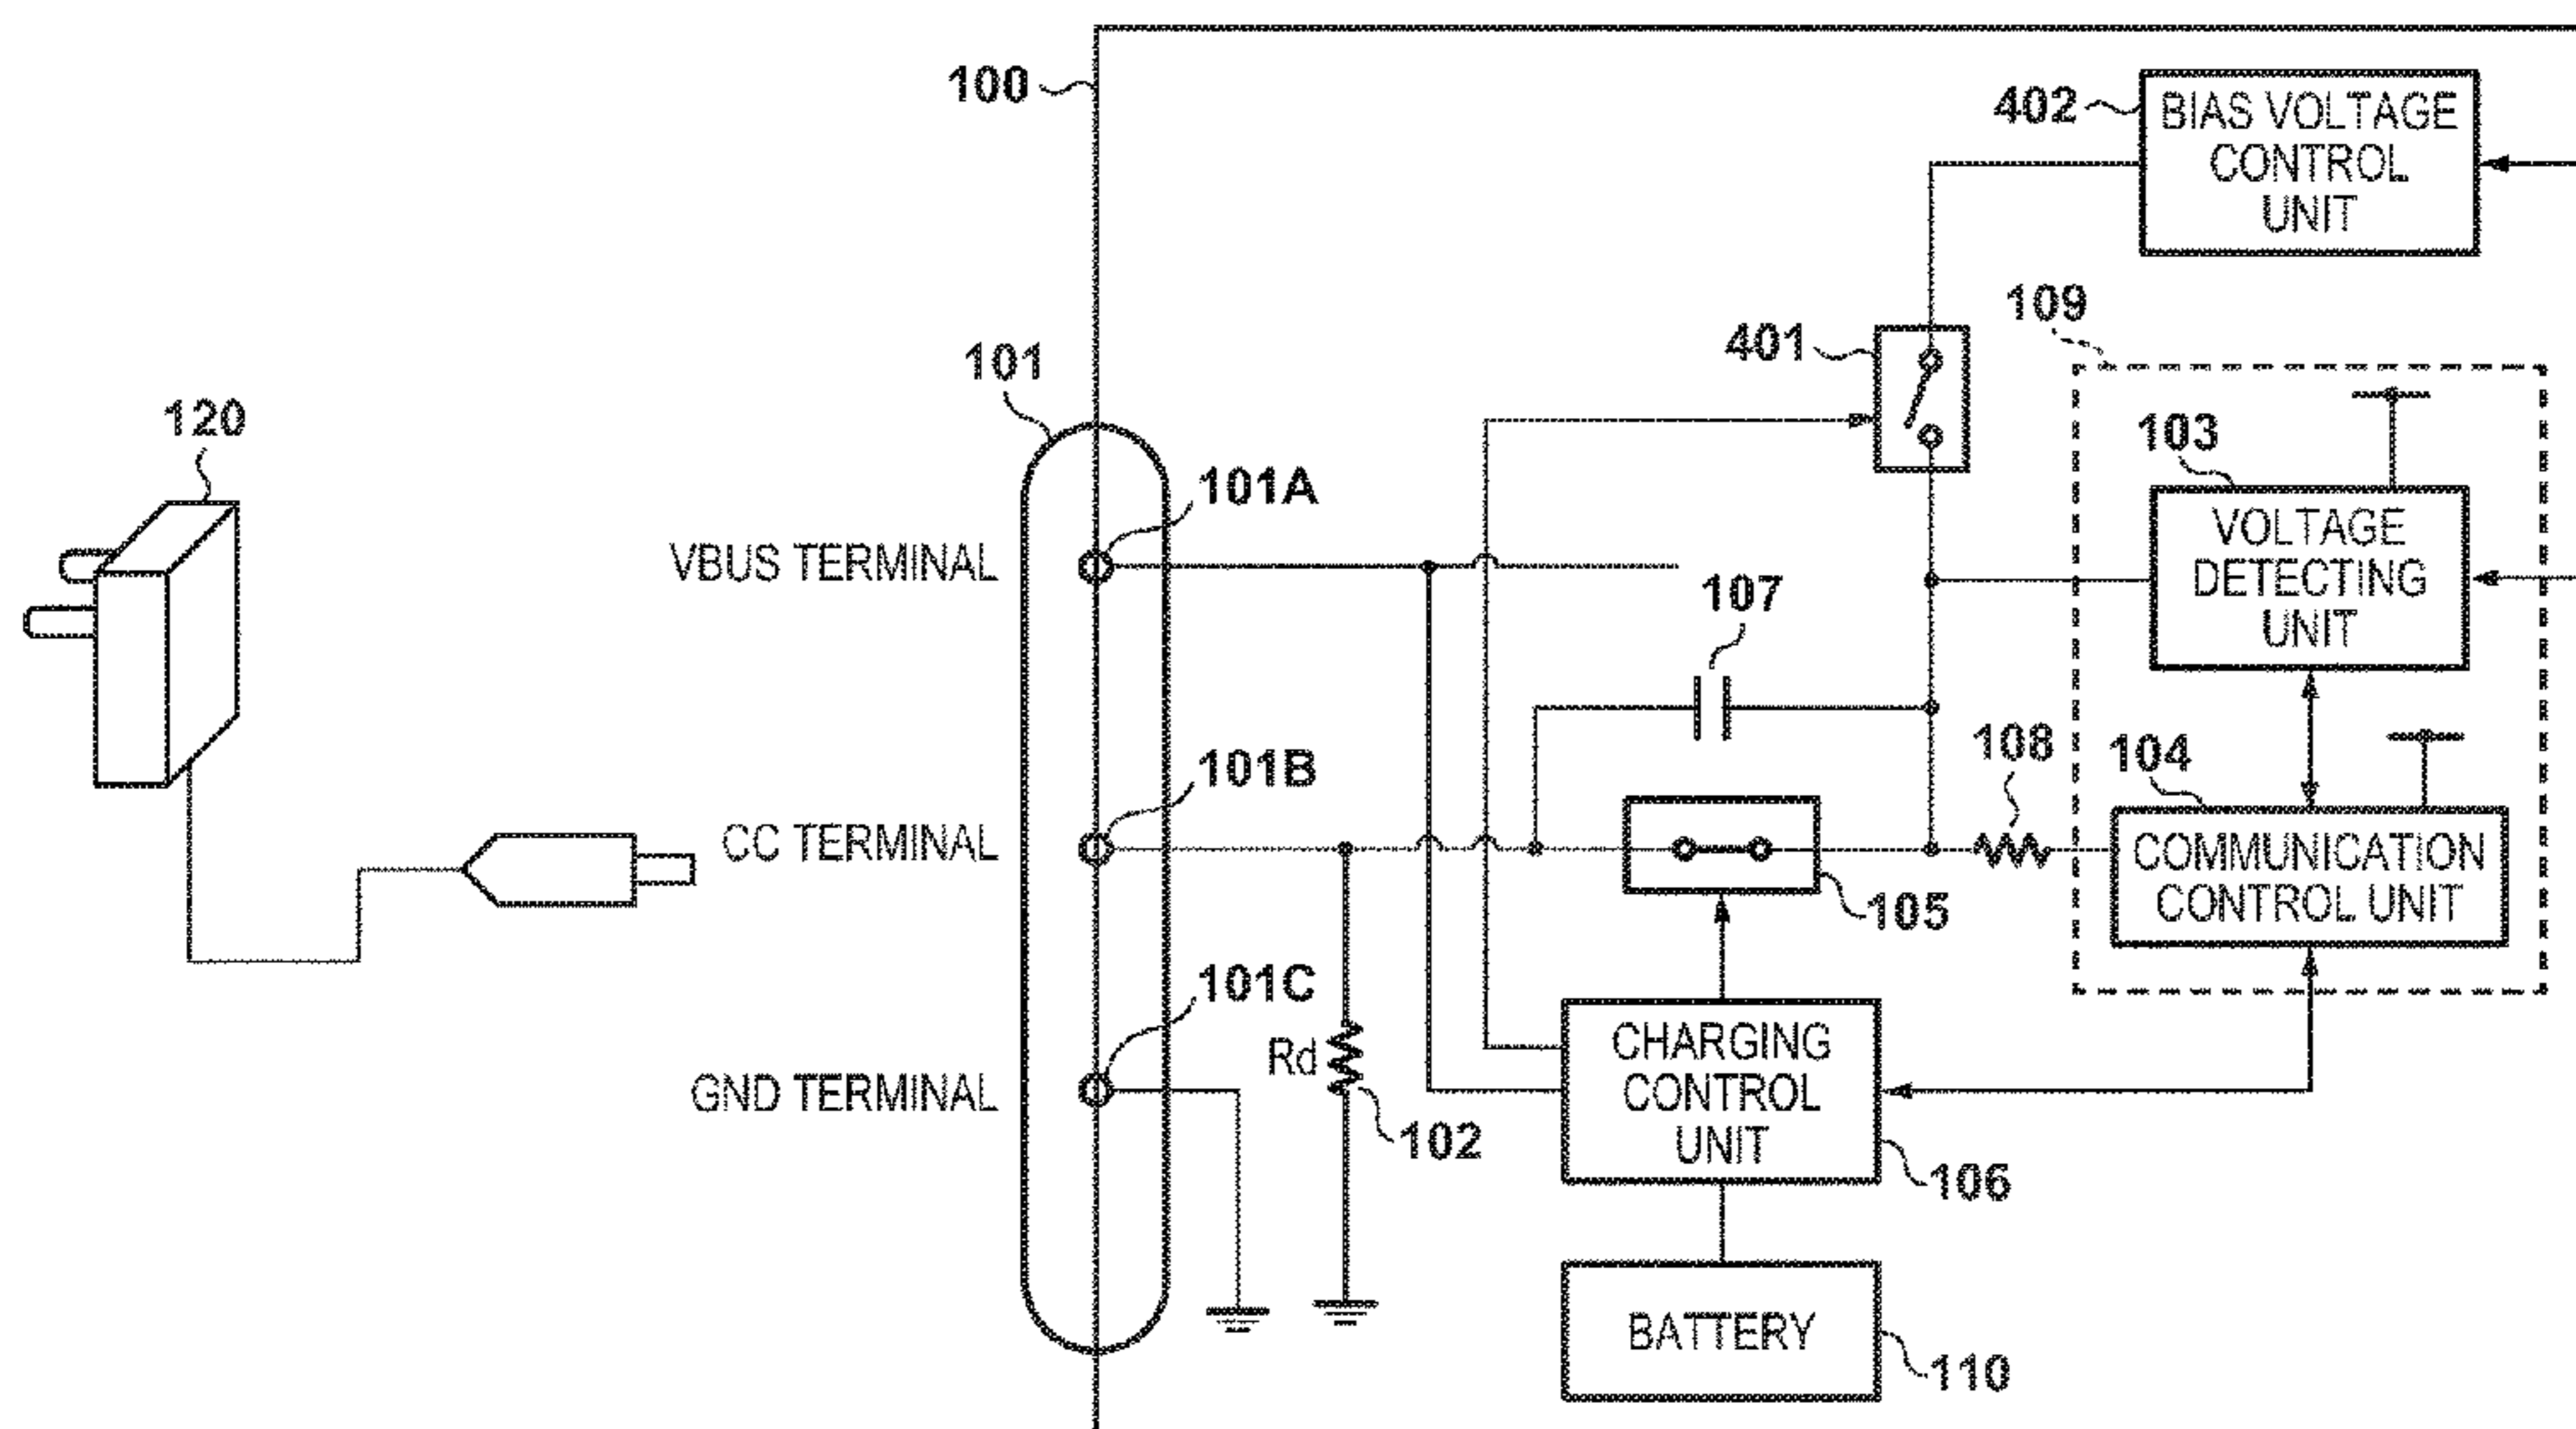 100
402
BIAS VOLTAGE
CONTROL
UNIT
109
401
101
120
103
101A
VOLTAGE
DETECTING
UNIT
VBUS TERMINAL
107
108
104
101B
CC TERMINAL
COMMUNICATION
CONTROL UNIT
105
101C
CHARGING
CONTROL
UNIT
Rd
GND TERMINAL
102
106
BATTERY
110